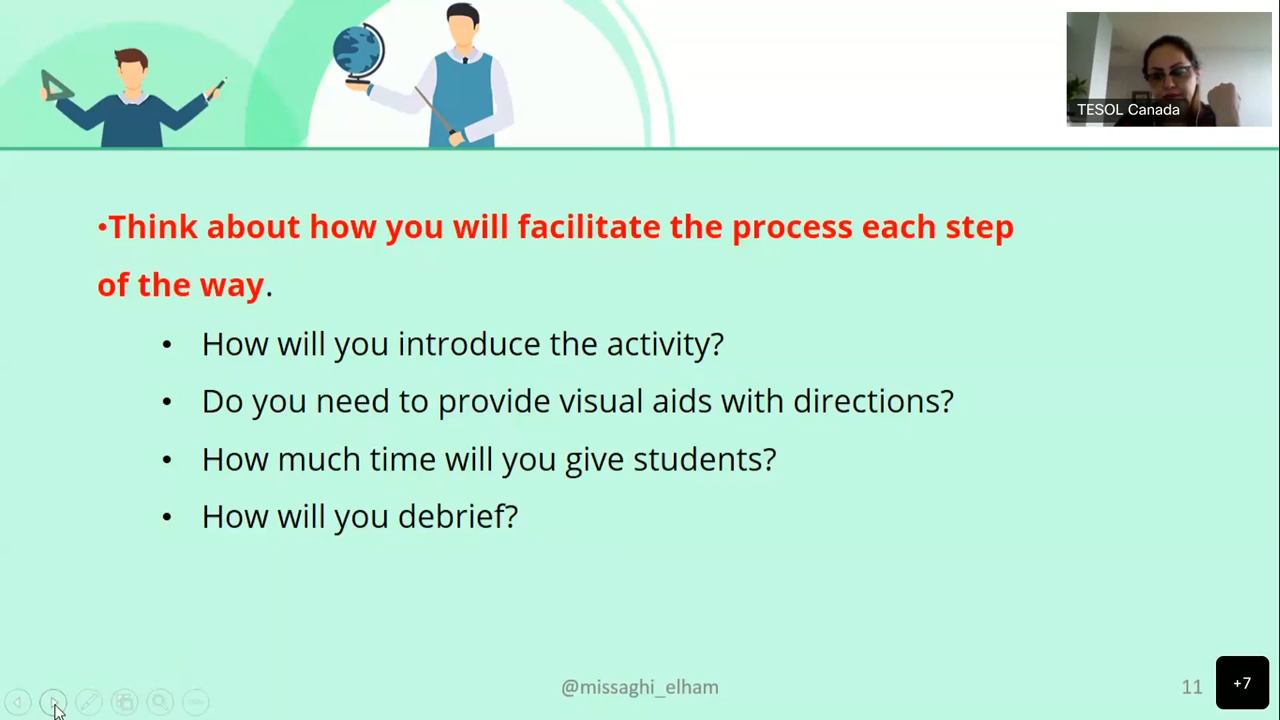 TESOL Canada
•Think about how you will facilitate the process each step
of the way.
• How will you introduce the activity?
• Do you need to provide visual aids with directions?
• How much time will you give students?
• How will you debrief?
@missaghi_elham
11
+7